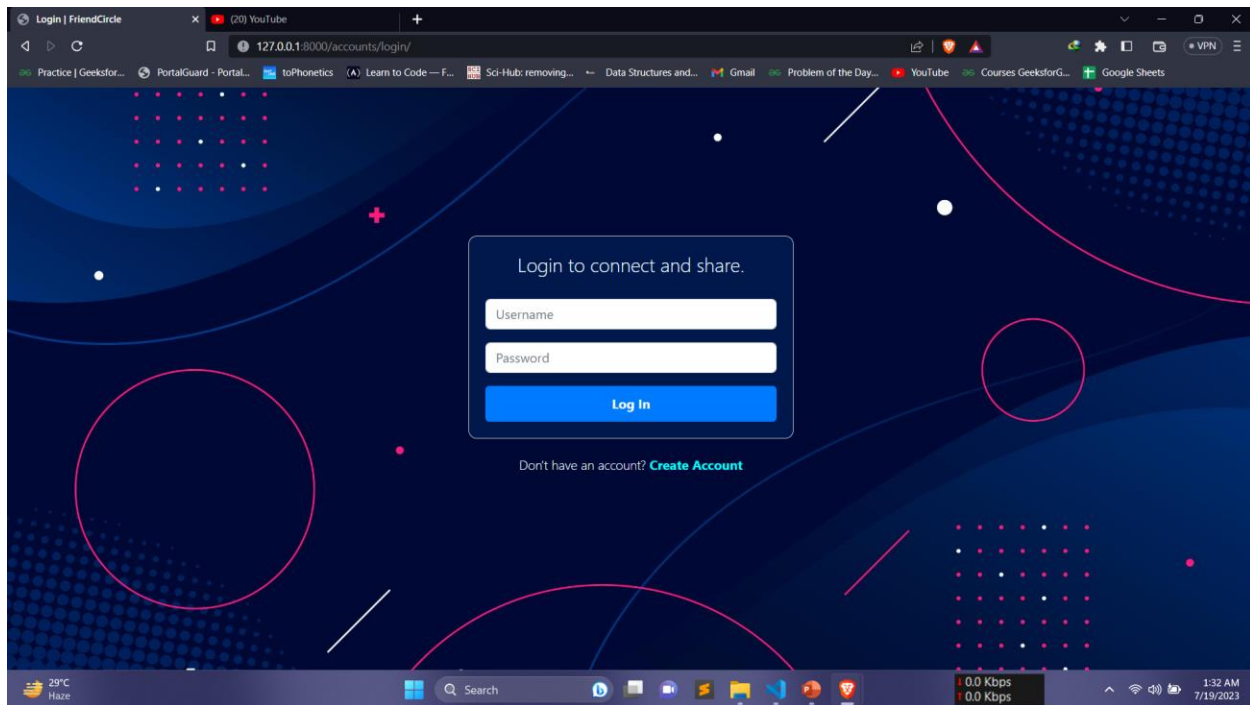 Login | FriendCircle
(20) YouTube
127.0.0.1:8000/accounts/login/
VPN
Practice | Geeksfor...
PortalGuard - Portal...
toPhonetics
Learn to Code — F...
Sci-Hub: removing...
Data Structures and...
Gmail
Problem of the Day...
YouTube
Courses GeeksforG...
Google Sheets
Login to connect and share.
Username
Password
Log In
Don't have an account? Create Account
29°C
Haze
Search
0.0 Kbps
0.0 Kbps
1:32 AM
7/19/2023